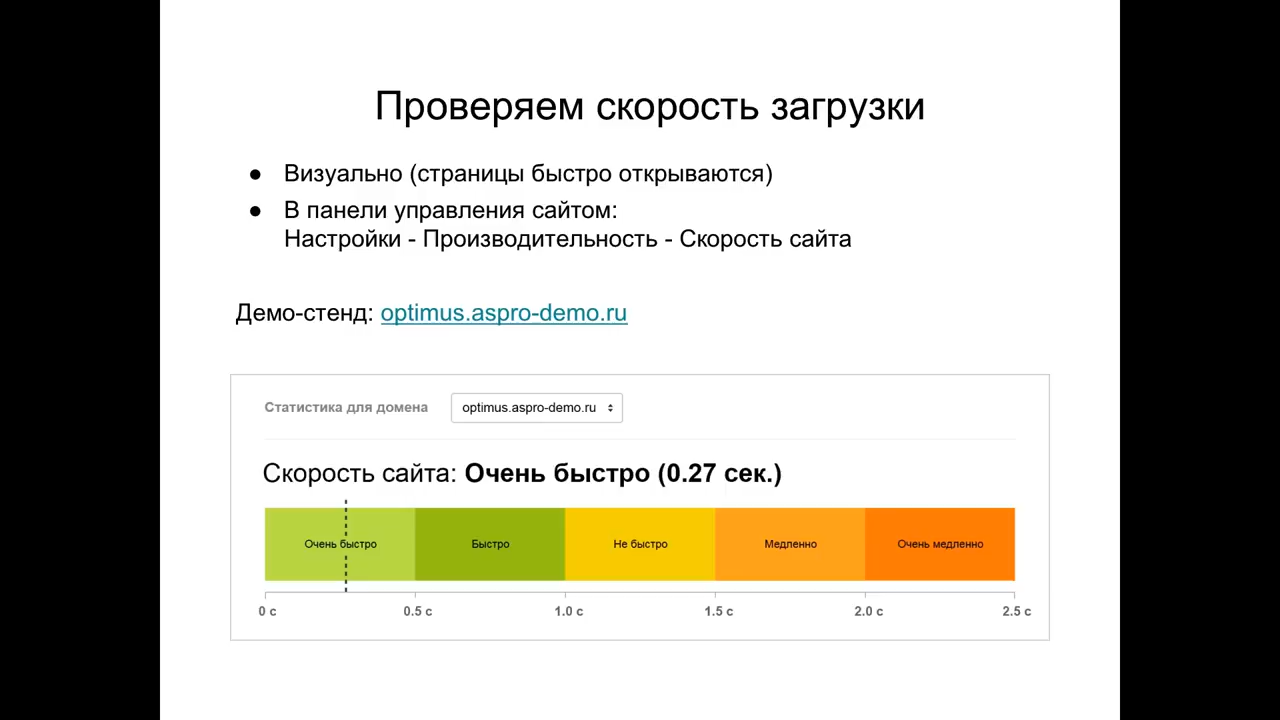 Проверяем скорость загрузки
● Визуально (страницы быстро открываются)
● В панели управления сайтом:
Настройки - Производительность - Скорость сайта
Демо-стенд: optimus.aspro-demo.ru
Статистика для домена optimus.aspro-demo.ru
Скорость сайта: Очень быстро (0.27 сек.)
Очень быстро Быстро Не быстро Медленно Очень медленно
0 с 0.5 с 1.0 с 1.5 с 2.0 с 2.5 с